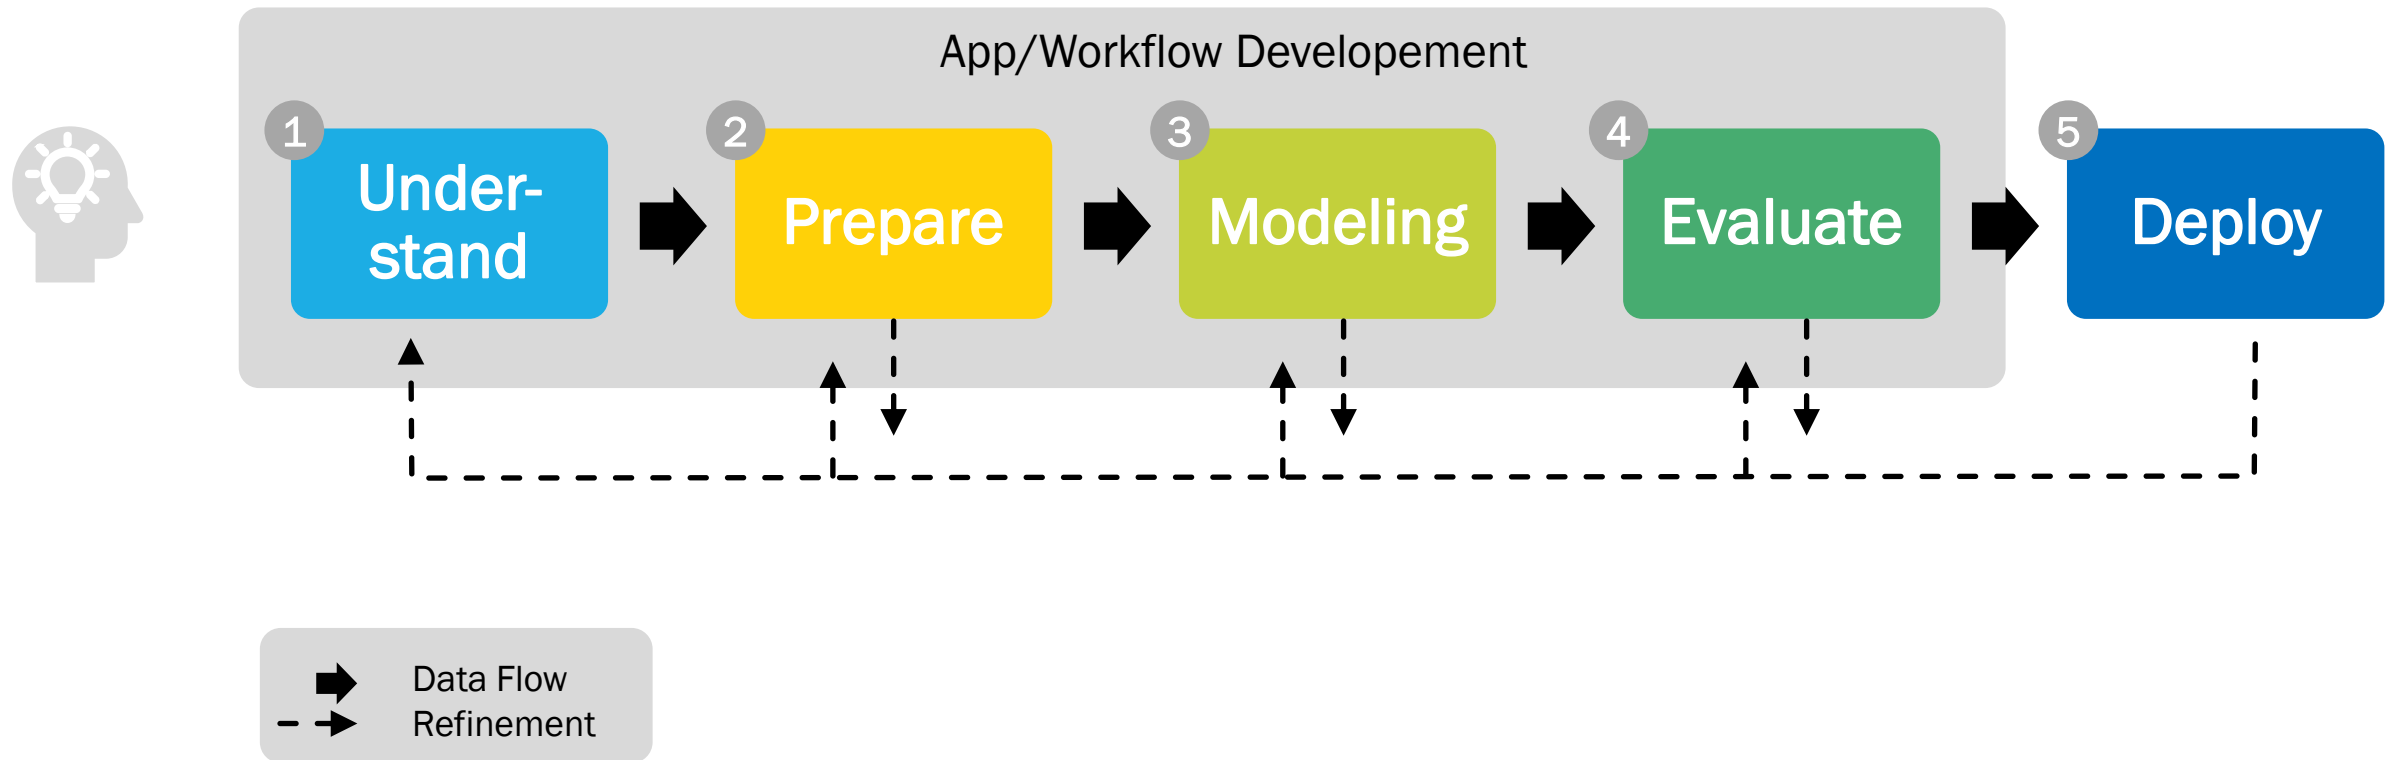 App/Workflow Developement
1
Under-
stand
2
Prepare
3
Modeling
4
Evaluate
5
Deploy
Data Flow
Refinement